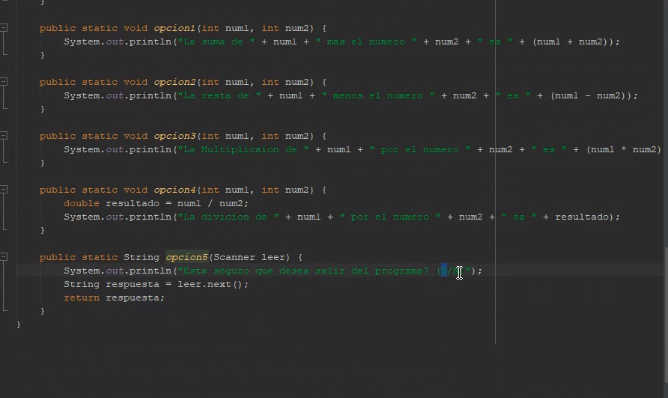 }
public static void opcion1(int num1, int num2) {
System.out.println("La suma de " + num1 + " mas el numero " + num2 + " es " + (num1 + num2));
}
public static void opcion2(int num1, int num2) {
System.out.println("La resta de " + num1 + " menos el numero " + num2 + " es " + (num1 - num2));
}
public static void opcion3(int num1, int num2) {
System.out.println("La Multiplicaion de " + num1 + " por el numero " + num2 + " es " + (num1 * num2)
}
public static void opcion4(int num1, int num2) {
double resultado = num1 / num2;
System.out.println("La divicion de " + num1 + " por el numero " + num2 + " es " + resultado);
}
public static String opcion5(Scanner leer) {
System.out.println("Esta seguro que desea salir del programa? ");
String respuesta = leer.next();
return respuesta;
}
}